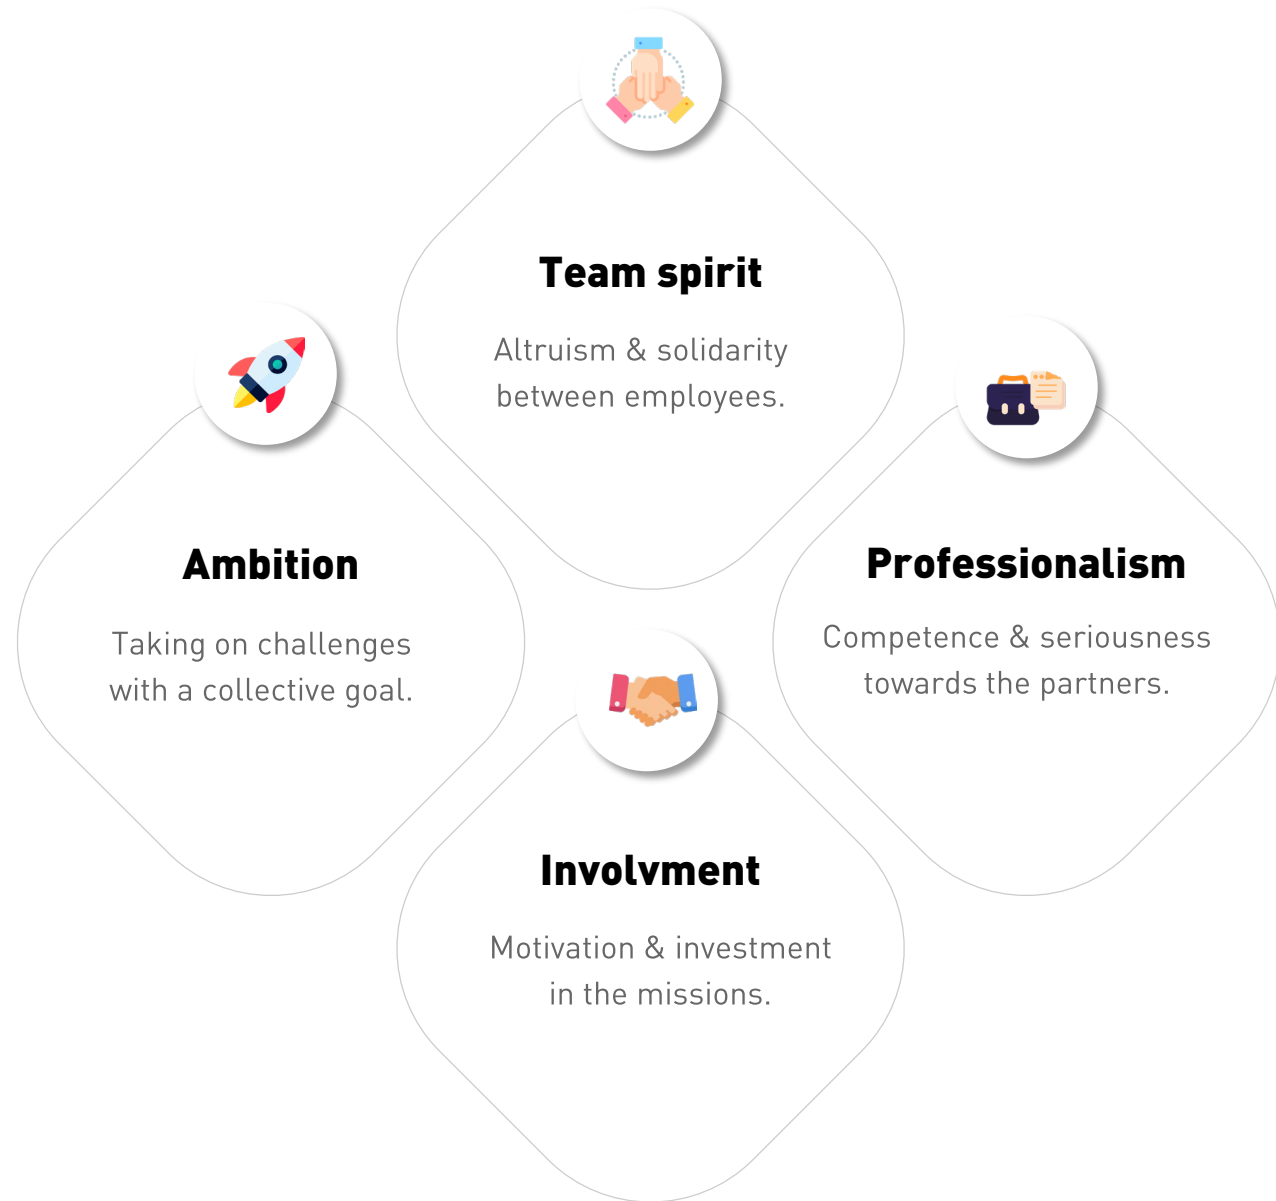 Team spirit
Altruism & solidarity
between employees.
Ambition
Taking on challenges
with a collective goal.
Professionalism
Competence & seriousness
towards the partners.
Involvment
Motivation & investment
in the missions.